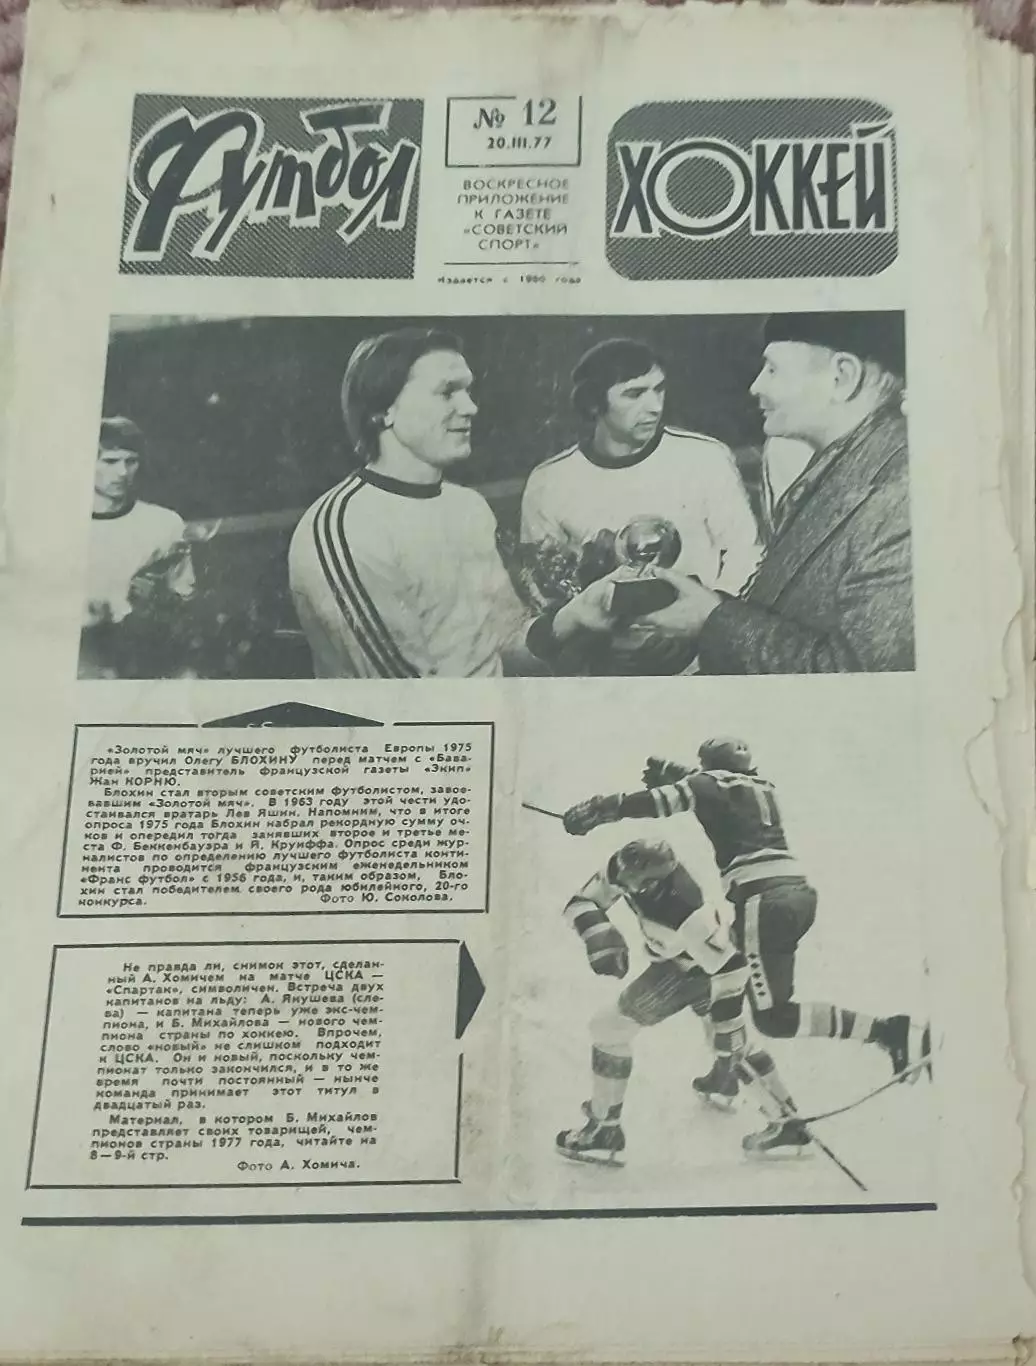 Футбол
№ 12
20.III.77
ВОСКРЕСНОЕ
ПРИЛОЖЕНИЕ
К ГАЗЕТЕ
«СОВЕТСКИЙ
СПОРТ»
Издается с 1960 года
ХОККЕЙ
«Золотой мяч» лучшего футболиста Европы 1975
года вручил Олегу БЛОХИНУ перед матчем с «Бава-
рией» представитель французской газеты «Экип»
Жан КОРНЮ.
Блохин стал вторым советским футболистом, завое-
вавшим «Золотой мяч». В 1963 году этой чести удо-
стаивался вратарь Лев Яшин. Напомним, что в итоге
опроса 1975 года Блохин набрал рекордную сумму оч-
ков и опередил тогда занявших второе и третье ме-
ста Ф. Беккенбауэра и Й. Круиффа. Опрос среди жур-
налистов по определению лучшего футболиста конти-
нента проводится французским еженедельником
«Франс футбол» с 1956 года, и, таким образом, Бло-
хин стал победителем своего рода юбилейного, 20-го
конкурса. Фото Ю. Соколова.
Не правда ли, снимок этот, сделан-
ный А. Хомичем на матче ЦСКА —
«Спартак», символичен. Встреча двух
капитанов на льду: А. Якушева (сле-
ва) — капитана теперь уже экс-чем-
пиона, и Б. Михайлова — нового чем-
пиона страны по хоккею. Впрочем,
слово «новый» не слишком подходит
к ЦСКА. Он и новый, поскольку чем-
пионат только закончился, и в то же
время почти постоянный — нынче
команда принимает этот титул в
двадцатый раз.
Материал, в котором Б. Михайлов
представляет своих товарищей, чем-
пионов страны 1977 года, читайте на
8—9-й стр.
Фото А. Хомича.
11